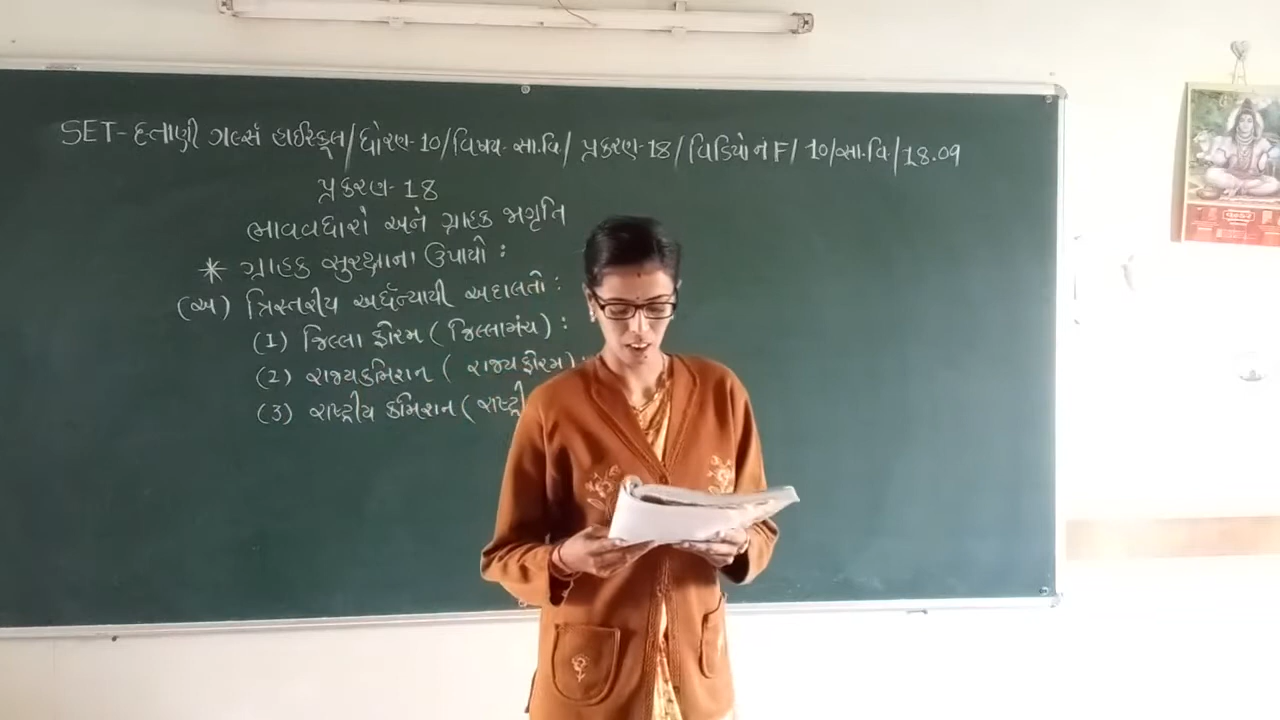 SET- હતાણી ગર્લ્સ હાઈસ્કૂલ/ધોરણ-10/વિષય- સા.વિ/ પ્રકરણ-18/વિડિયો નં F/ 10/સા.વિ./18.09
પ્રકરણ- 18
ભાવવધારો અને ગ્રાહક જાગૃતિ
* ગ્રાહક સુરક્ષાના ઉપાયો :
(અ) ત્રિસ્તરીય અર્ધન્યાયી અદાલતો :
(1) જિલ્લા ફોરમ ( જિલ્લામંચ) :
(2) રાજ્યકમિશન ( રાજ્ય ફોરમ) :
(3) રાષ્ટ્રીય કમિશન ( રાષ્ટ્રી